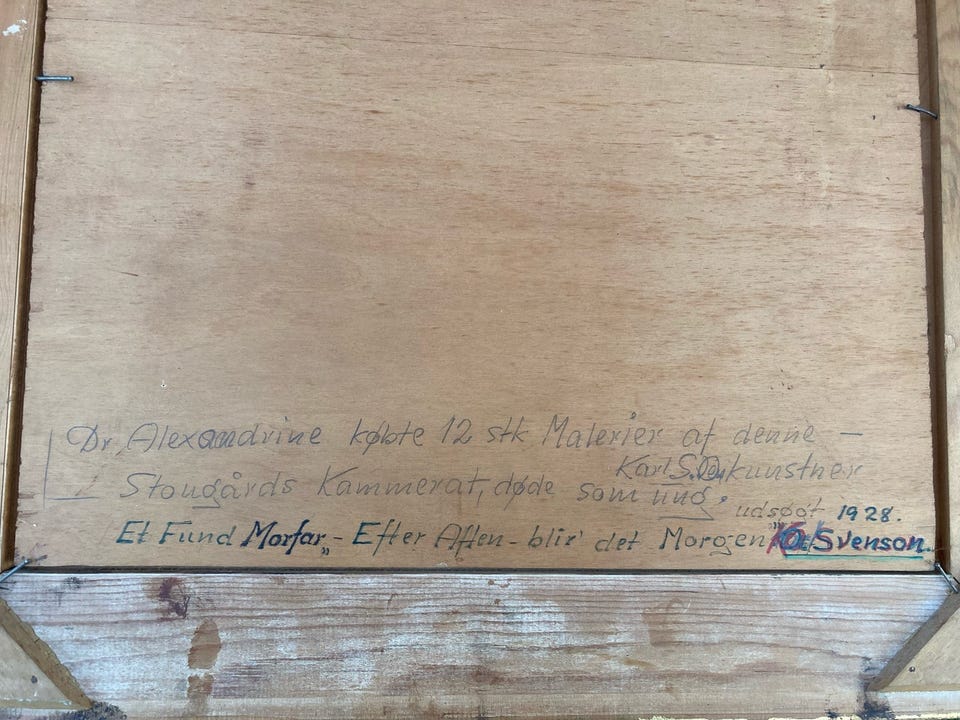 Dr, Alexandrine købte 12 stk Malerier af denne —
Karl S. kunstner
Stougårds Kammerat, døde som ung.
udsøgt 1928.
Et Fund Morfar„ - Efter Aften - blir' det Morgen" Svenson.